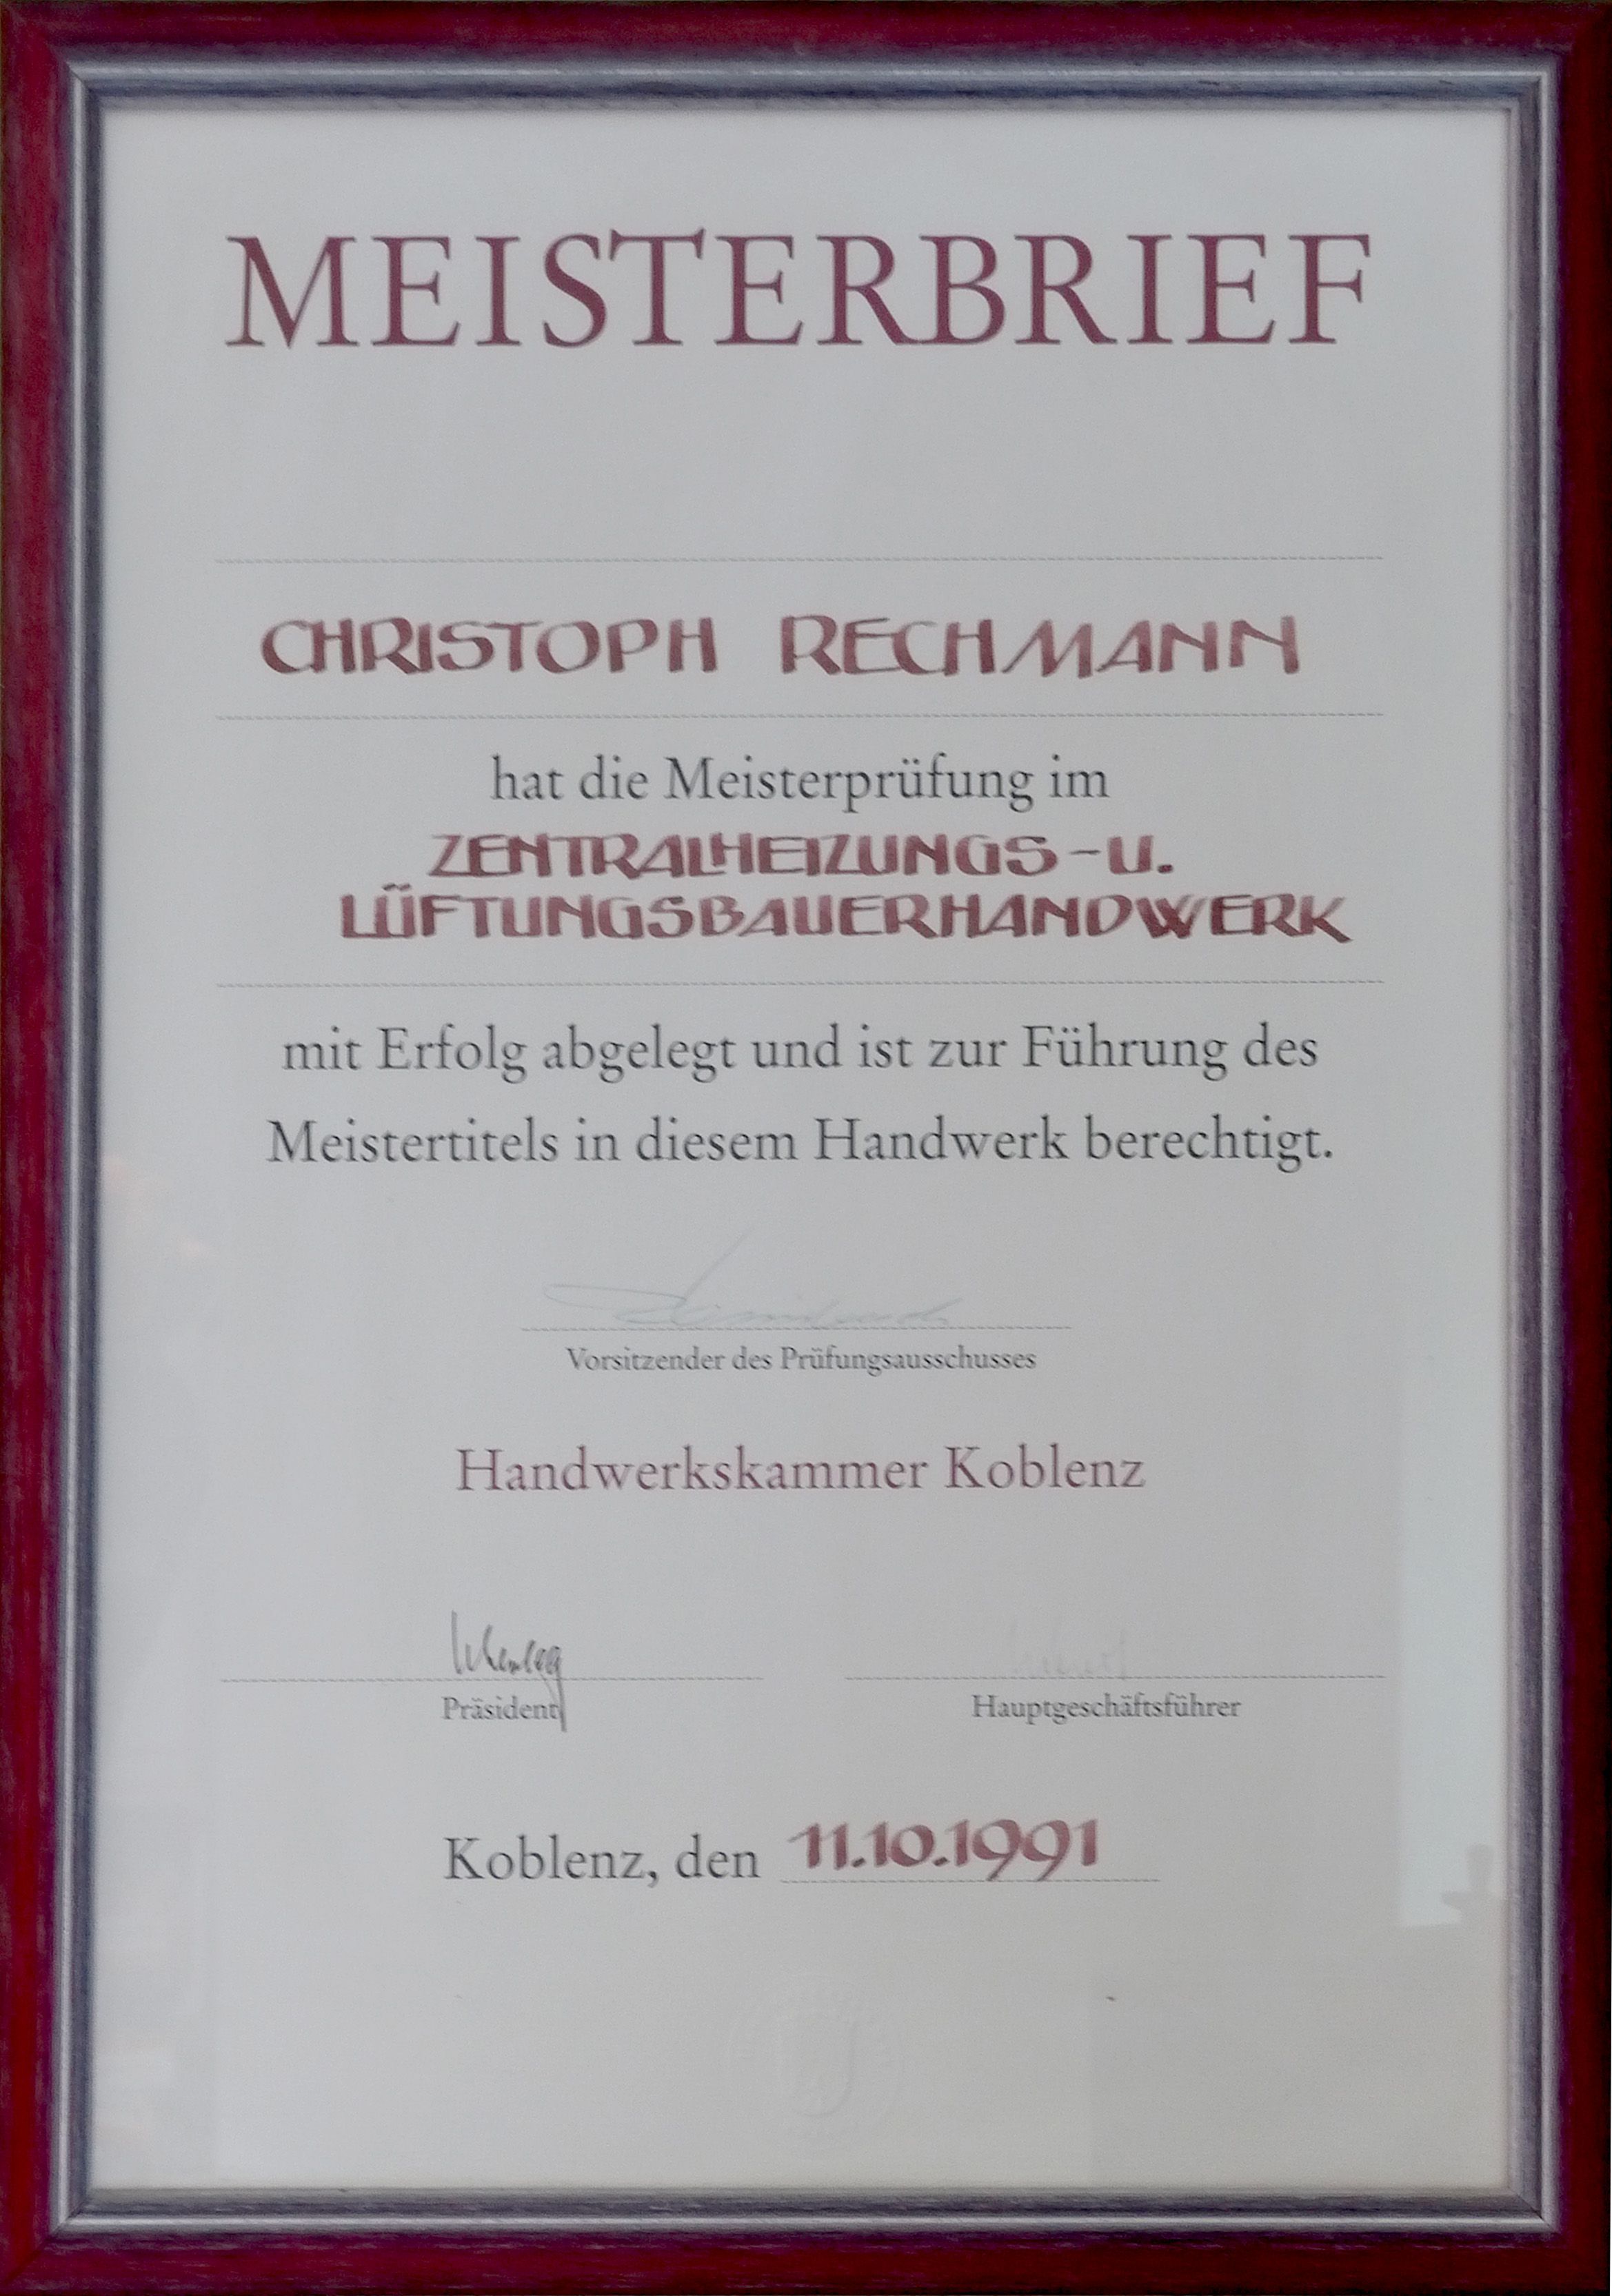 MEISTERBRIEF
CHRISTOPH RECHMANN
hat die Meisterprüfung im
ZENTRALHEIZUNGS-U.
LÜFTUNGSBAUERHANDWERK
mit Erfolg abgelegt und ist zur Führung des
Meistertitels in diesem Handwerk berechtigt.
Vorsitzender des Prüfungsausschusses
Handwerkskammer Koblenz
Präsident
Hauptgeschäftsführer
Koblenz, den 11.10.1991